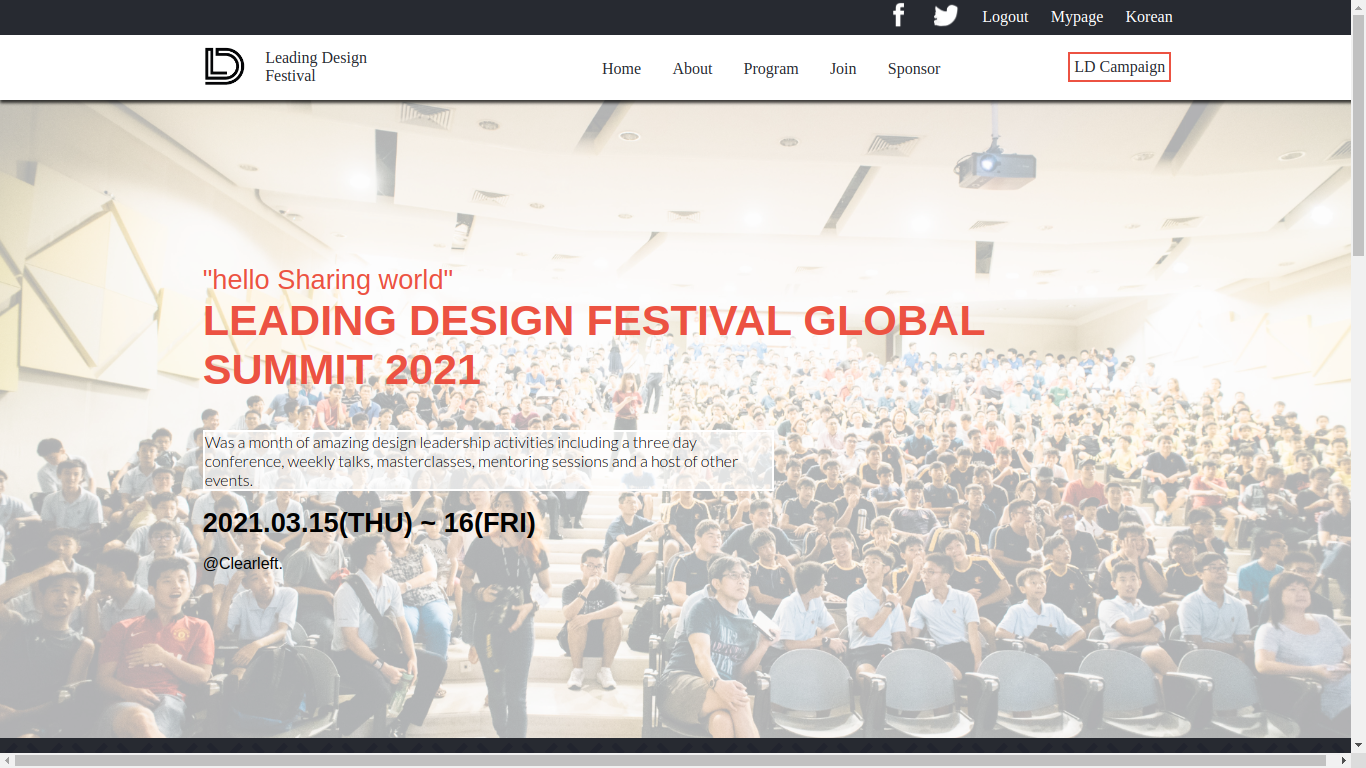 Logout Mypage Korean
Leading Design
Festival
Home About Program Join Sponsor
LD Campaign
"hello Sharing world"
LEADING DESIGN FESTIVAL GLOBAL
SUMMIT 2021
Was a month of amazing design leadership activities including a three day
conference, weekly talks, masterclasses, mentoring sessions and a host of other
events.
2021.03.15(THU) ~ 16(FRI)
@Clearleft.